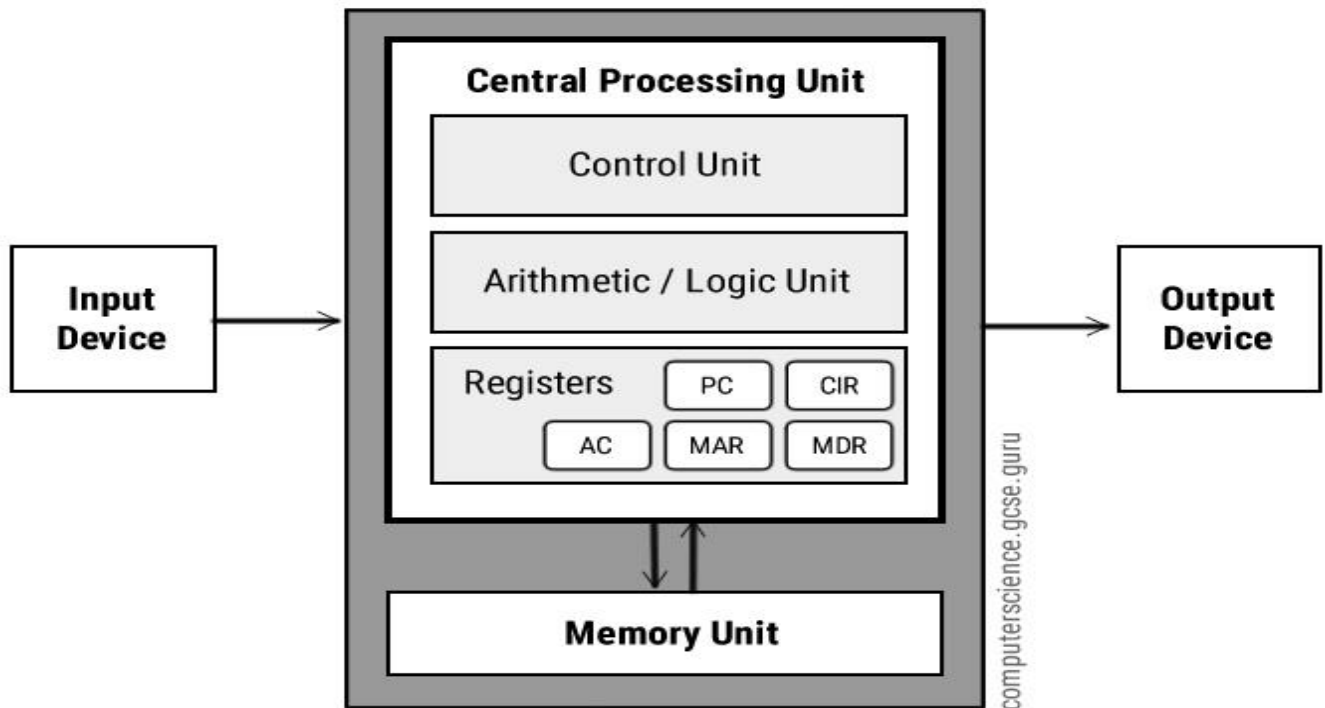 Central Processing Unit
Control Unit
Arithmetic / Logic Unit
Input
Device
Output
Device
Registers
PC
CIR
AC
MAR
MDR
Memory Unit
computerscience.gcse.guru